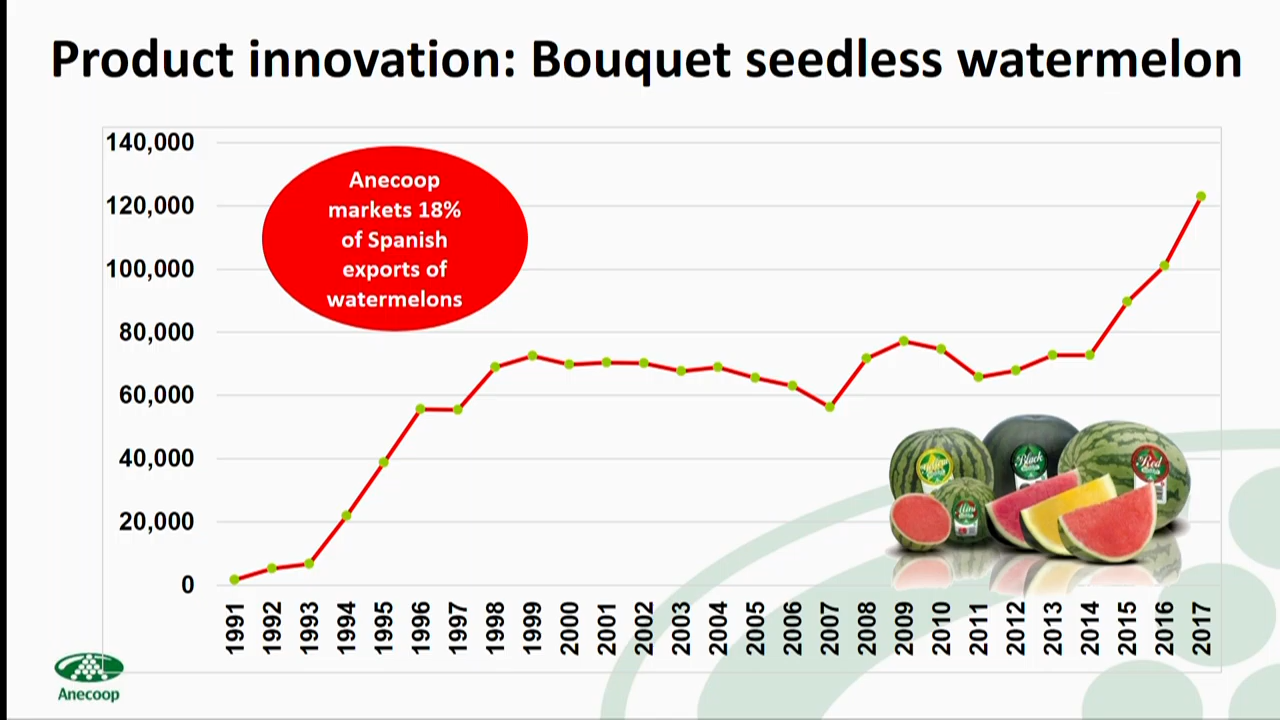 Product innovation: Bouquet seedless watermelon
140,000
120,000
100,000
80,000
60,000
40,000
20,000
0
Anecoop
markets 18%
of Spanish
exports of
watermelons
Black
Red
Mini
1991 1992 1993 1994 1995 1996 1997 1998 1999 2000 2001 2002 2003 2004 2005 2006 2007 2008 2009 2010 2011 2012 2013 2014 2015 2016 2017
Anecoop